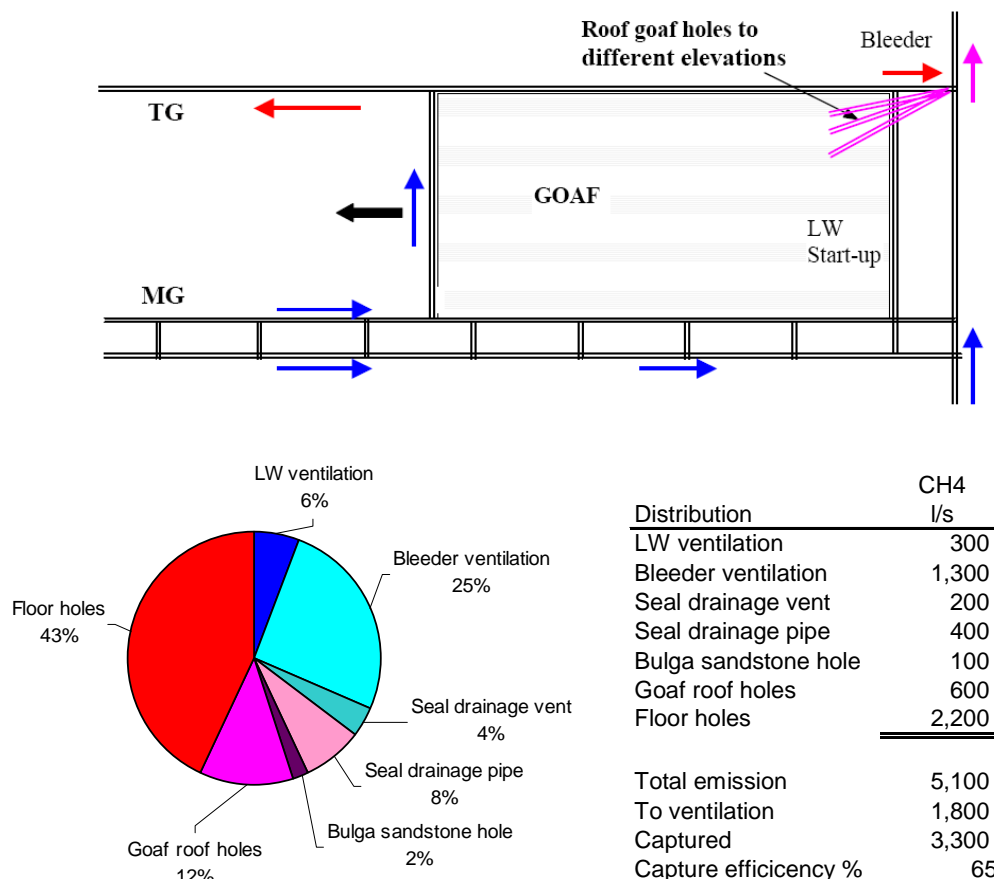 Roof goaf holes to
different elevations
Bleeder
TG
GOAF
LW
Start-up
MG
LW ventilation
6%
Bleeder ventilation
25%
Floor holes
43%
Seal drainage vent
4%
Seal drainage pipe
8%
Bulga sandstone hole
2%
Goaf roof holes
12%
CH4
Distribution l/s
LW ventilation 300
Bleeder ventilation 1,300
Seal drainage vent 200
Seal drainage pipe 400
Bulga sandstone hole 100
Goaf roof holes 600
Floor holes 2,200
Total emission 5,100
To ventilation 1,800
Captured 3,300
Capture efficicency % 65